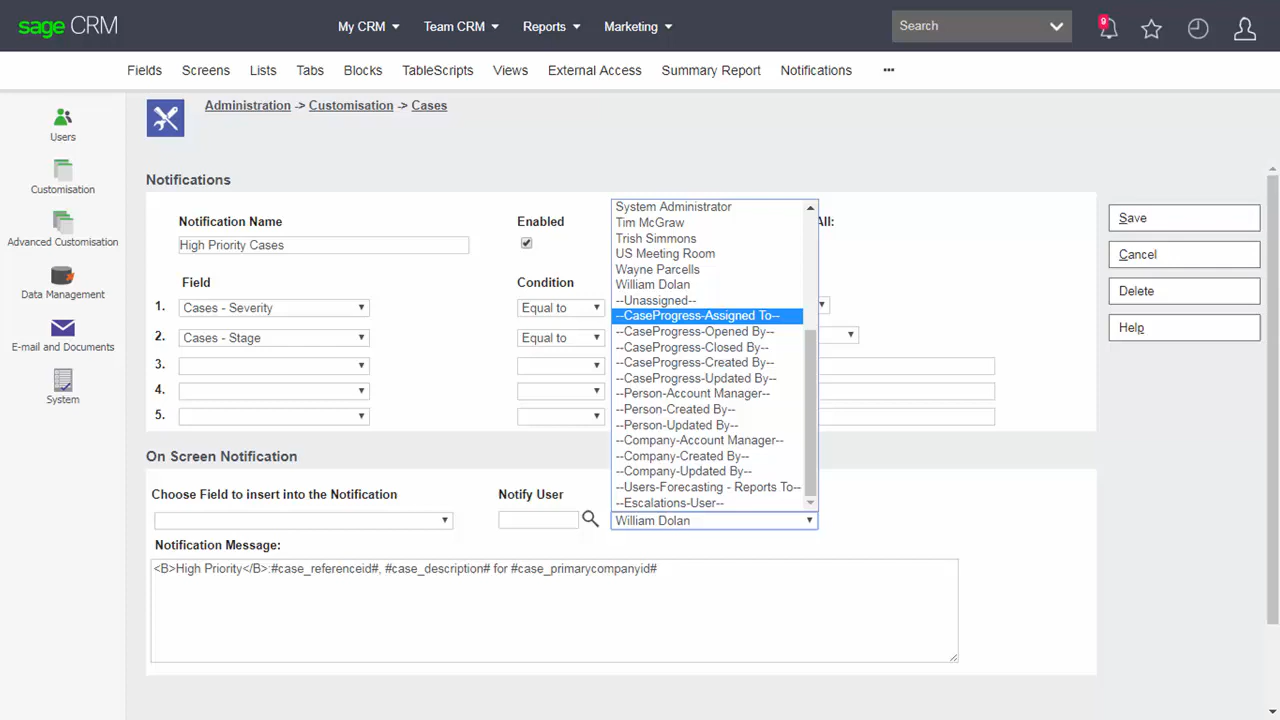 sage CRM
My CRM
Team CRM
Reports
Marketing
Search
9
Fields
Screens
Lists
Tabs
Blocks
TableScripts
Views
External Access
Summary Report
Notifications
Users
Customisation
Advanced Customisation
Data Management
E-mail and Documents
System
Administration -> Customisation -> Cases
Notifications
Notification Name
Enabled
All:
High Priority Cases
Field
Condition
1. Cases - Severity Equal to
2. Cases - Stage Equal to
3.
4.
5.
System Administrator
Tim McGraw
Trish Simmons
US Meeting Room
Wayne Parcells
William Dolan
--Unassigned--
--CaseProgress-Assigned To--
--CaseProgress-Opened By--
--CaseProgress-Closed By--
--CaseProgress-Created By--
--CaseProgress-Updated By--
--Person-Account Manager--
--Person-Created By--
--Person-Updated By--
--Company-Account Manager--
--Company-Created By--
--Company-Updated By--
--Users-Forecasting - Reports To--
--Escalations-User--
On Screen Notification
Choose Field to insert into the Notification
Notify User
William Dolan
Notification Message:
<B>High Priority</B>:#case_referenceid#, #case_description# for #case_primarycompanyid#
Save
Cancel
Delete
Help